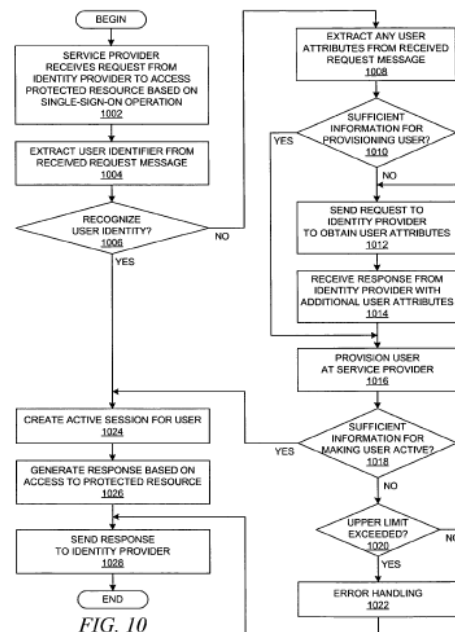 BEGIN
SERVICE PROVIDER
RECEIVES REQUEST FROM
IDENTITY PROVIDER TO ACCESS
PROTECTED RESOURCE BASED ON
SINGLE-SIGN-ON OPERATION
1002
EXTRACT USER IDENTIFIER FROM
RECEIVED REQUEST MESSAGE
1004
RECOGNIZE
USER IDENTITY?
1006
NO
YES
EXTRACT ANY USER
ATTRIBUTES FROM RECEIVED
REQUEST MESSAGE
1008
SUFFICIENT
INFORMATION FOR
PROVISIONING USER?
1010
YES
NO
SEND REQUEST TO
IDENTITY PROVIDER
TO OBTAIN USER ATTRIBUTES
1012
RECEIVE RESPONSE FROM
IDENTITY PROVIDER WITH
ADDITIONAL USER ATTRIBUTES
1014
PROVISION USER
AT SERVICE PROVIDER
1016
SUFFICIENT
INFORMATION FOR
MAKING USER ACTIVE?
1018
YES
NO
UPPER LIMIT
EXCEEDED?
1020
NO
YES
ERROR HANDLING
1022
CREATE ACTIVE SESSION FOR USER
1024
GENERATE RESPONSE BASED ON
ACCESS TO PROTECTED RESOURCE
1026
SEND RESPONSE
TO IDENTITY PROVIDER
1028
END
FIG. 10